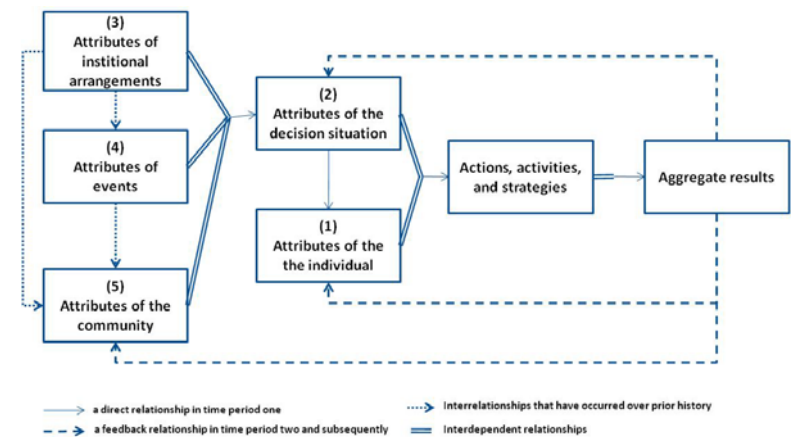 (3)
Attributes of
institional
arrangements
(4)
Attributes of
events
(5)
Attributes of the
community
(2)
Attributes of the
decision situation
(1)
Attributes of the
the individual
Actions, activities,
and strategies
Aggregate results
a direct relationship in time period one
a feedback relationship in time period two and subsequently
Interrelationships that have occurred over prior history
Interdependent relationships